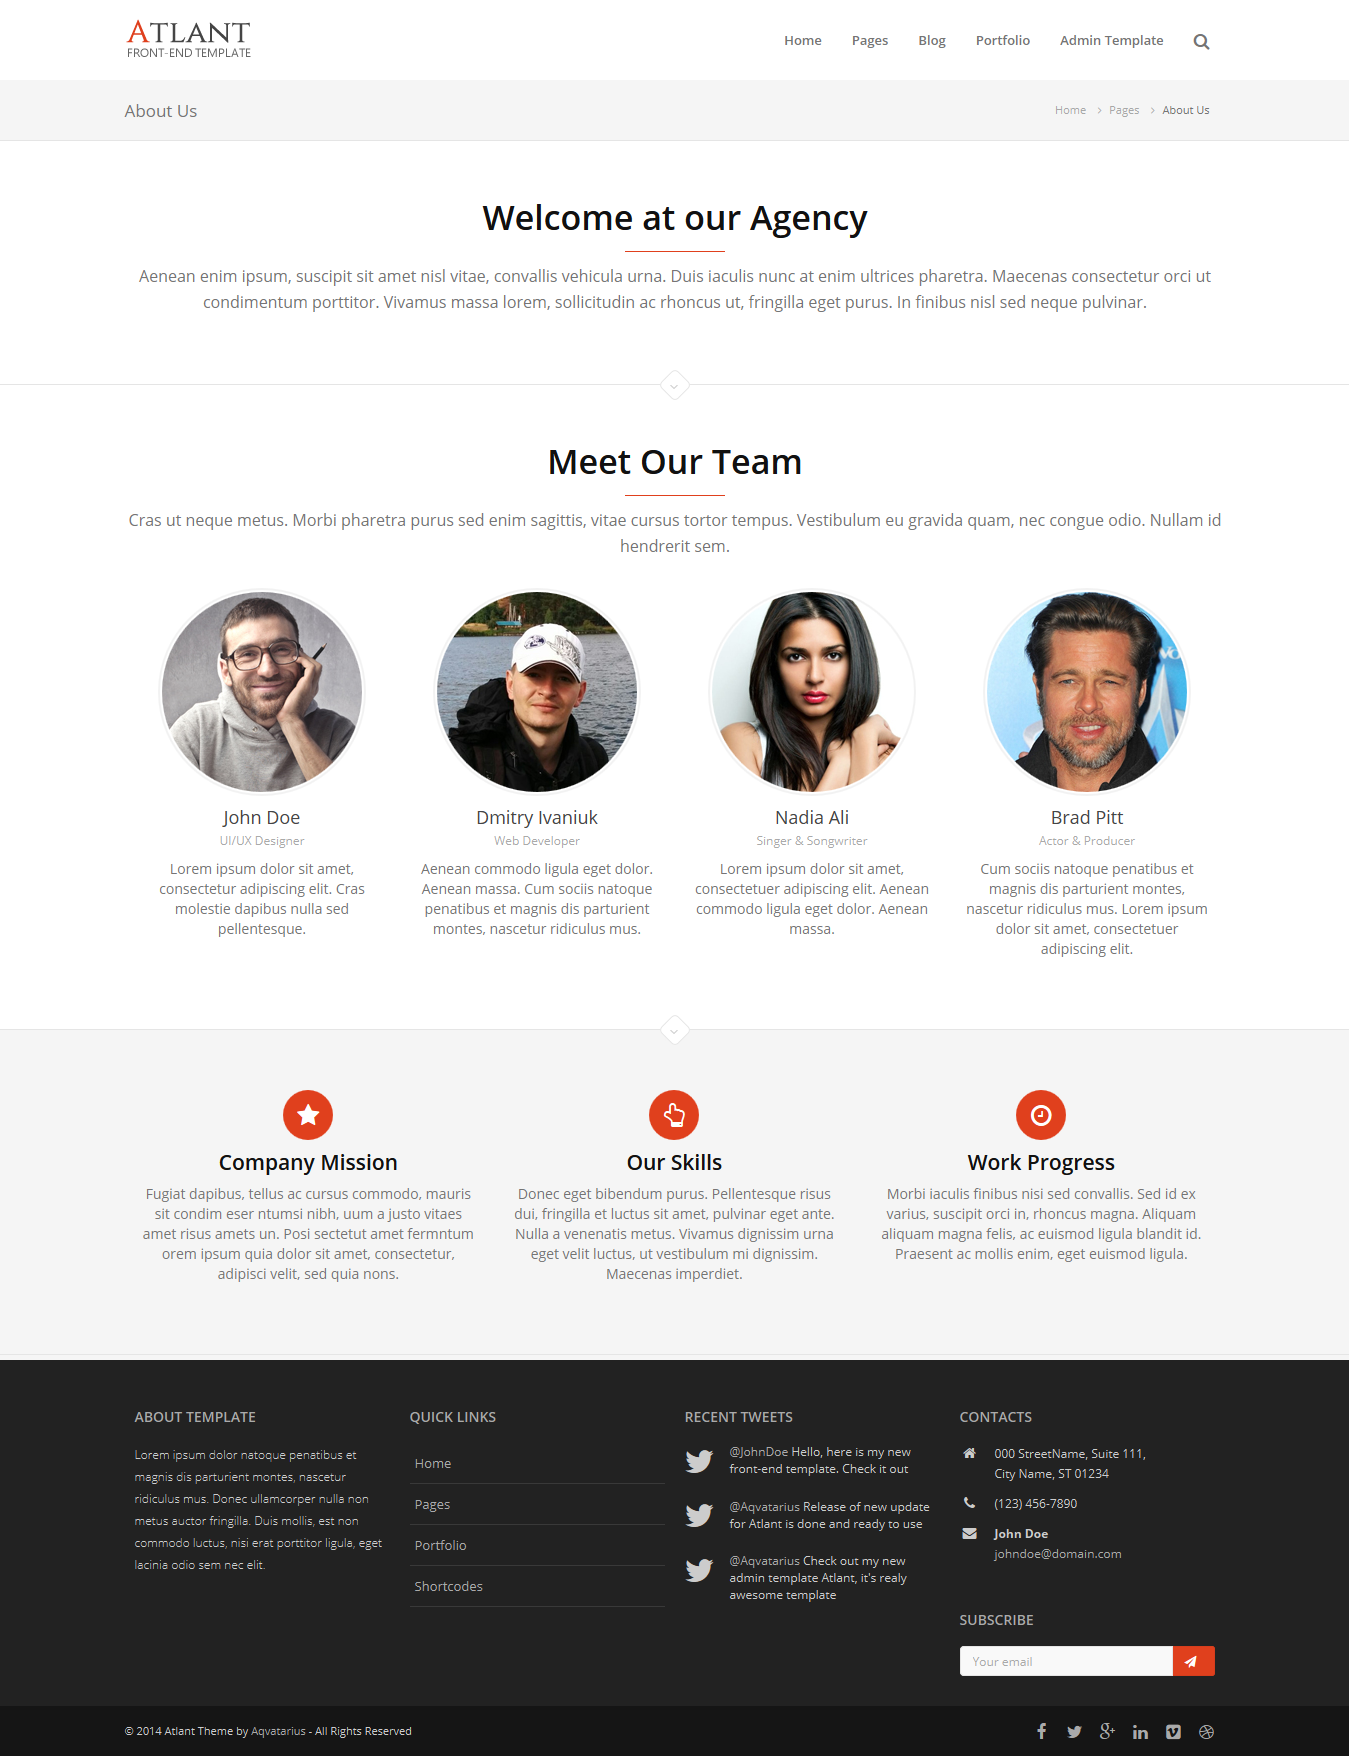 ATLANT
FRONT-END TEMPLATE
Home
Pages
Blog
Portfolio
Admin Template
About Us
Home
Pages
About Us
Welcome at our Agency
Aenean enim ipsum, suscipit sit amet nisl vitae, convallis vehicula urna. Duis iaculis nunc at enim ultrices pharetra. Maecenas consectetur orci ut
condimentum porttitor. Vivamus massa lorem, sollicitudin ac rhoncus ut, fringilla eget purus. In finibus nisl sed neque pulvinar.
Meet Our Team
Cras ut neque metus. Morbi pharetra purus sed enim sagittis, vitae cursus tortor tempus. Vestibulum eu gravida quam, nec congue odio. Nullam id
hendrerit sem.
John Doe
UI/UX Designer
Lorem ipsum dolor sit amet,
consectetur adipiscing elit. Cras
molestie dapibus nulla sed
pellentesque.
Dmitry Ivaniuk
Web Developer
Aenean commodo ligula eget dolor.
Aenean massa. Cum sociis natoque
penatibus et magnis dis parturient
montes, nascetur ridiculus mus.
Nadia Ali
Singer & Songwriter
Lorem ipsum dolor sit amet,
consectetuer adipiscing elit. Aenean
commodo ligula eget dolor. Aenean
massa.
Brad Pitt
Actor & Producer
Cum sociis natoque penatibus et
magnis dis parturient montes,
nascetur ridiculus mus. Lorem ipsum
dolor sit amet, consectetuer
adipiscing elit.
Company Mission
Fugiat dapibus, tellus ac cursus commodo, mauris
sit condim eser ntumsi nibh, uum a justo vitaes
amet risus amets un. Posi sectetut amet fermntum
orem ipsum quia dolor sit amet, consectetur,
adipisci velit, sed quia nons.
Our Skills
Donec eget bibendum purus. Pellentesque risus
dui, fringilla et luctus sit amet, pulvinar eget ante.
Nulla a venenatis metus. Vivamus dignissim urna
eget velit luctus, ut vestibulum mi dignissim.
Maecenas imperdiet.
Work Progress
Morbi iaculis finibus nisi sed convallis. Sed id ex
varius, suscipit orci in, rhoncus magna. Aliquam
aliquam magna felis, ac euismod ligula blandit id.
Praesent ac mollis enim, eget euismod ligula.
ABOUT TEMPLATE
Lorem ipsum dolor natoque penatibus et
magnis dis parturient montes, nascetur
ridiculus mus. Donec ullamcorper nulla non
metus auctor fringilla. Duis mollis, est non
commodo luctus, nisi erat porttitor ligula, eget
lacinia odio sem nec elit.
QUICK LINKS
Home
Pages
Portfolio
Shortcodes
RECENT TWEETS
@JohnDoe Hello, here is my new
front-end template. Check it out
@Aqvatarius Release of new update
for Atlant is done and ready to use
@Aqvatarius Check out my new
admin template Atlant, it's realy
awesome template
CONTACTS
000 StreetName, Suite 111,
City Name, ST 01234
(123) 456-7890
John Doe
johndoe@domain.com
SUBSCRIBE
Your email
© 2014 Atlant Theme by Aqvatarius - All Rights Reserved